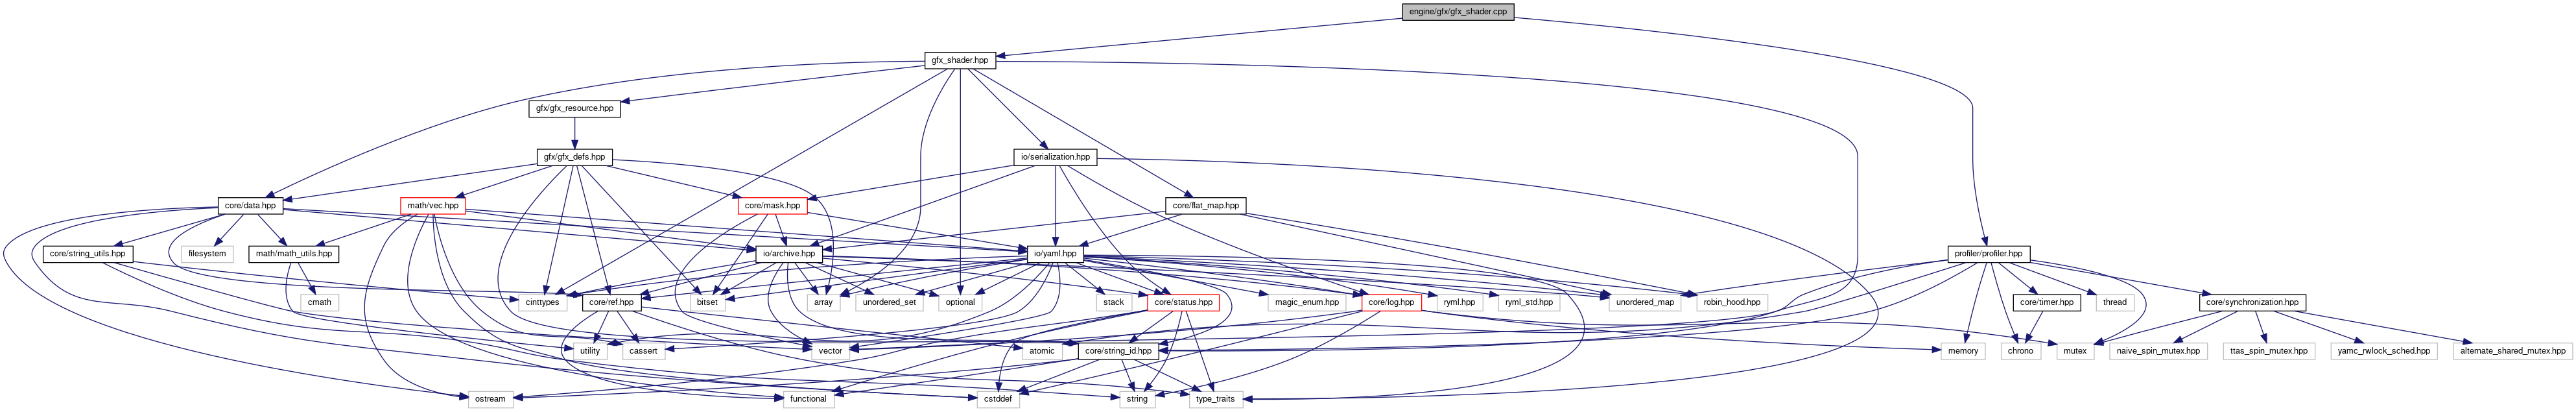 engine/gfx/gfx_shader.cpp
gfx_shader.hpp
gfx/gfx_resource.hpp
gfx/gfx_defs.hpp
io/serialization.hpp
core/data.hpp
math/vec.hpp
core/mask.hpp
core/flat_map.hpp
core/string_utils.hpp
filesystem
math/math_utils.hpp
io/archive.hpp
io/yaml.hpp
profiler/profiler.hpp
cmath
cinttypes
core/ref.hpp
bitset
array
unordered_set
optional
stack
core/status.hpp
magic_enum.hpp
core/log.hpp
ryml.hpp
ryml_std.hpp
unordered_map
robin_hood.hpp
core/timer.hpp
thread
core/synchronization.hpp
utility
cassert
vector
atomic
core/string_id.hpp
memory
chrono
mutex
naive_spin_mutex.hpp
ttas_spin_mutex.hpp
yamc_rwlock_sched.hpp
alternate_shared_mutex.hpp
ostream
functional
cstddef
string
type_traits